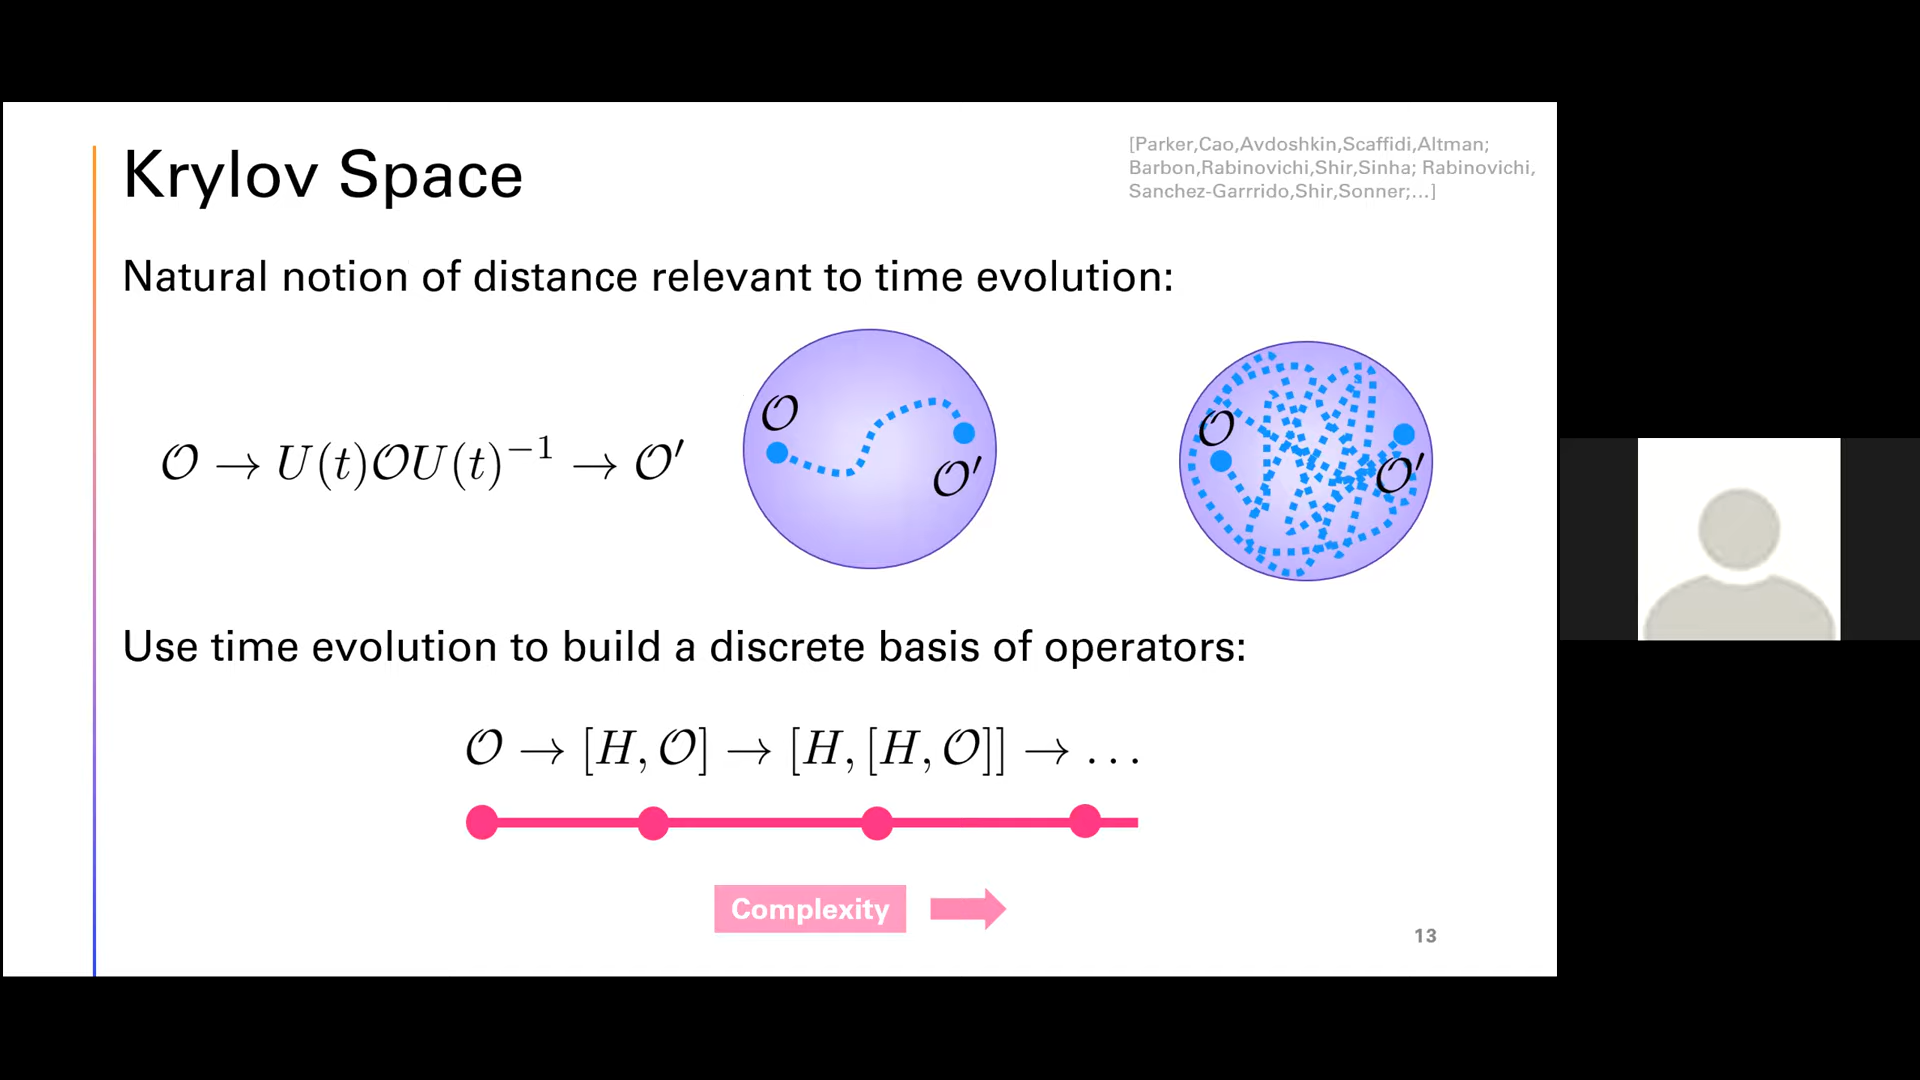 Krylov Space
[Parker,Cao,Avdoshkin,Scaffidi,Altman;
Barbon,Rabinovichi,Shir,Sinha; Rabinovichi,
Sanchez-Garrrido,Shir,Sonner;...]
Natural notion of distance relevant to time evolution:
𝒪 → U(t)𝒪U(t)⁻¹ → 𝒪′
𝒪
𝒪′
𝒪
𝒪′
Use time evolution to build a discrete basis of operators:
𝒪 → [H, 𝒪] → [H, [H, 𝒪]] → . . .
Complexity
13